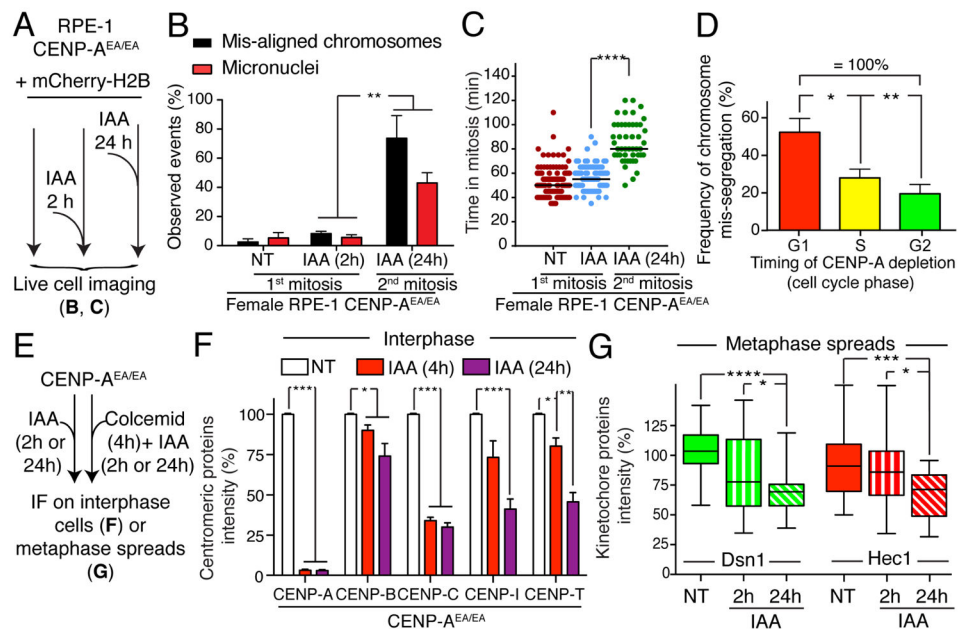 A
RPE-1
CENP-A^EA/EA
+ mCherry-H2B
IAA
24 h
IAA
2 h
Live cell imaging
(B, C)
B
Mis-aligned chromosomes
Micronuclei
Observed events (%)
100
80
60
40
20
0
**
NT
IAA (2h)
IAA (24h)
1st mitosis
2nd mitosis
Female RPE-1 CENP-A^EA/EA
C
Time in mitosis (min)
140
120
100
80
60
40
20
0
****
NT
IAA
IAA (24h)
1st mitosis
2nd mitosis
Female RPE-1 CENP-A^EA/EA
D
Frequency of chromosome
mis-segregation (%)
80
60
40
20
0
= 100%
*
**
G1
S
G2
Timing of CENP-A depletion
(cell cycle phase)
E
CENP-A^EA/EA
IAA
(2h or
24h)
Colcemid
(4h)+ IAA
(2h or 24h)
IF on interphase
cells (F) or
metaphase spreads
(G)
F
Interphase
NT
IAA (4h)
IAA (24h)
Centromeric proteins
intensity (%)
100
75
50
25
0
***
*
***
***
*
**
CENP-A
CENP-B
CENP-C
CENP-I
CENP-T
CENP-A^EA/EA
G
Metaphase spreads
Kinetochore proteins
intensity (%)
125
100
75
50
25
0
****
*
***
*
Dsn1
Hec1
NT
2h
24h
NT
2h
24h
IAA
IAA